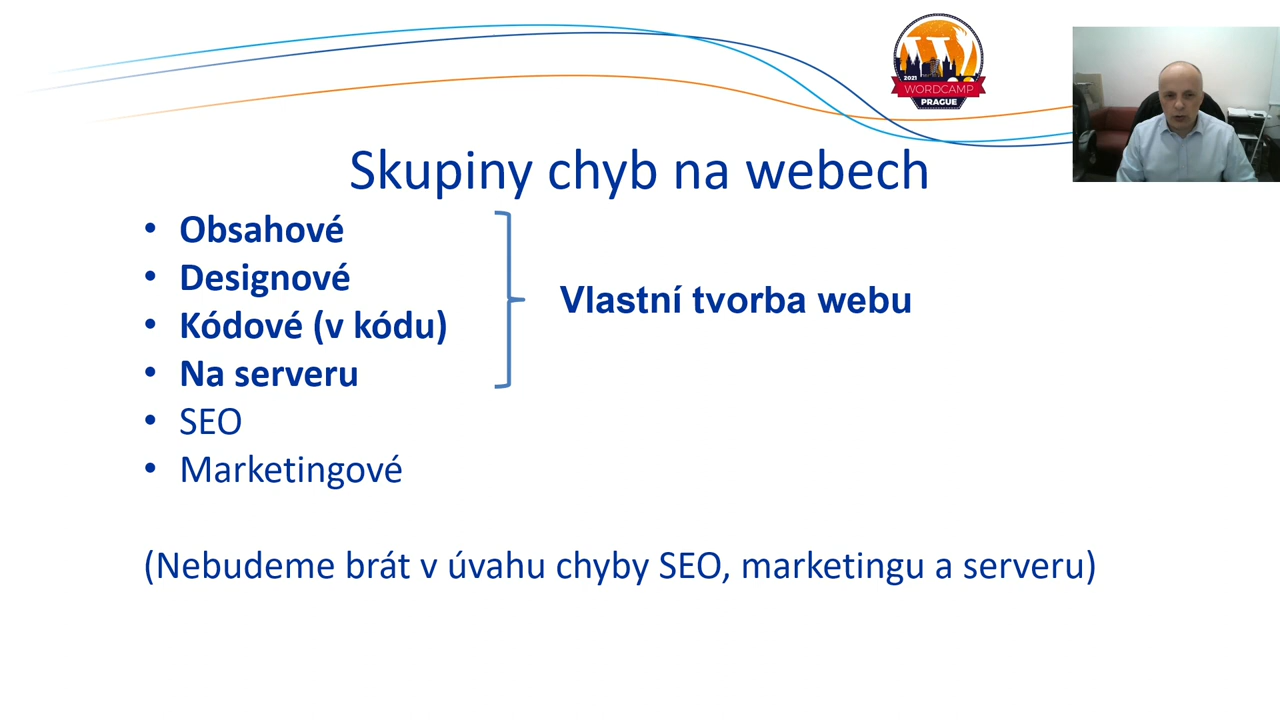 2021
WORDCAMP
PRAGUE
Skupiny chyb na webech
• Obsahové
• Designové
• Kódové (v kódu)
• Na serveru
• SEO
• Marketingové
Vlastní tvorba webu
(Nebudeme brát v úvahu chyby SEO, marketingu a serveru)